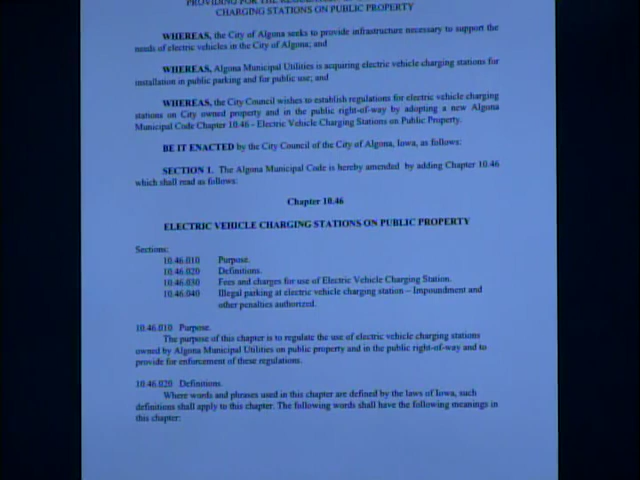 PROVIDING FOR THE REGULATION
CHARGING STATIONS ON PUBLIC PROPERTY
WHEREAS, the City of Algona seeks to provide infrastructure necessary to support the
needs of electric vehicles in the City of Algona; and
WHEREAS, Algona Municipal Utilities is acquiring electric vehicle charging stations for
installation in public parking and for public use; and
WHEREAS, the City Council wishes to establish regulations for electric vehicle charging
stations on City owned property and in the public right-of-way by adopting a new Algona
Municipal Code Chapter 10.46 - Electric Vehicle Charging Stations on Public Property.
BE IT ENACTED by the City Council of the City of Algona, Iowa, as follows:
SECTION 1. The Algona Municipal Code is hereby amended by adding Chapter 10.46
which shall read as follows:
Chapter 10.46
ELECTRIC VEHICLE CHARGING STATIONS ON PUBLIC PROPERTY
Sections:
10.46.010 Purpose.
10.46.020 Definitions.
10.46.030 Fees and charges for use of Electric Vehicle Charging Station.
10.46.040 Illegal parking at electric vehicle charging station – Impoundment and
other penalties authorized.
10.46.010 Purpose.
The purpose of this chapter is to regulate the use of electric vehicle charging stations
owned by Algona Municipal Utilities on public property and in the public right-of-way and to
provide for enforcement of these regulations.
10.46.020 Definitions.
Where words and phrases used in this chapter are defined by the laws of Iowa, such
definitions shall apply to this chapter. The following words shall have the following meanings in
this chapter: